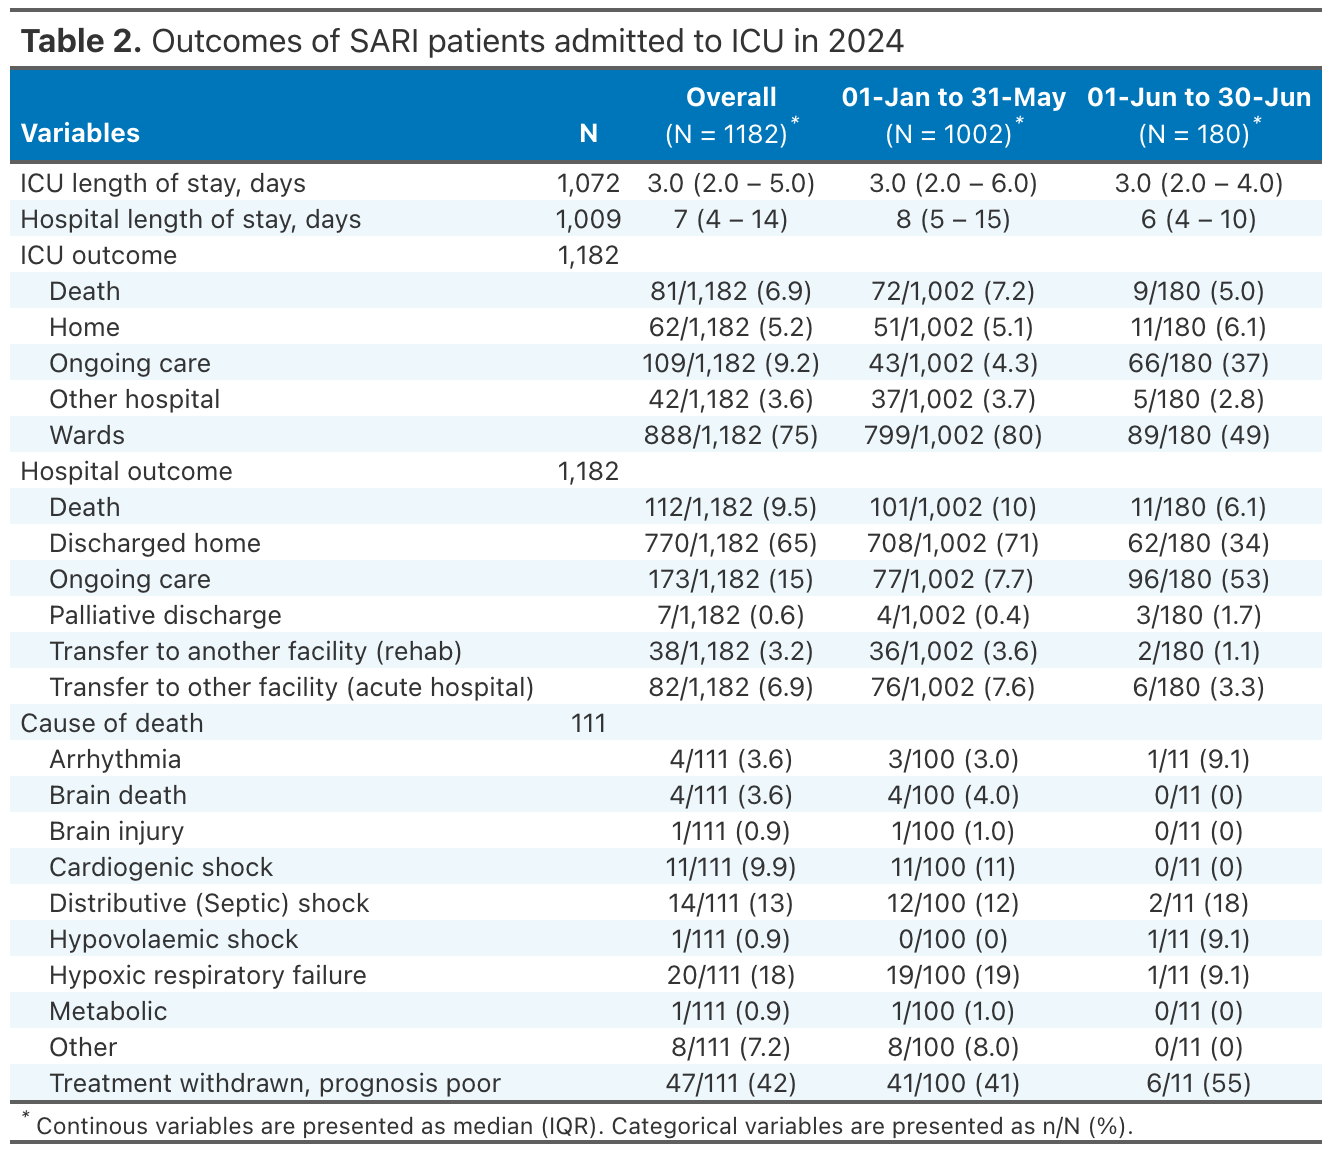 Table 2. Outcomes of SARI patients admitted to ICU in 2024
Variables N Overall (N = 1182)* 01-Jan to 31-May (N = 1002)* 01-Jun to 30-Jun (N = 180)*
ICU length of stay, days 1,072 3.0 (2.0 – 5.0) 3.0 (2.0 – 6.0) 3.0 (2.0 – 4.0)
Hospital length of stay, days 1,009 7 (4 – 14) 8 (5 – 15) 6 (4 – 10)
ICU outcome 1,182
Death 81/1,182 (6.9) 72/1,002 (7.2) 9/180 (5.0)
Home 62/1,182 (5.2) 51/1,002 (5.1) 11/180 (6.1)
Ongoing care 109/1,182 (9.2) 43/1,002 (4.3) 66/180 (37)
Other hospital 42/1,182 (3.6) 37/1,002 (3.7) 5/180 (2.8)
Wards 888/1,182 (75) 799/1,002 (80) 89/180 (49)
Hospital outcome 1,182
Death 112/1,182 (9.5) 101/1,002 (10) 11/180 (6.1)
Discharged home 770/1,182 (65) 708/1,002 (71) 62/180 (34)
Ongoing care 173/1,182 (15) 77/1,002 (7.7) 96/180 (53)
Palliative discharge 7/1,182 (0.6) 4/1,002 (0.4) 3/180 (1.7)
Transfer to another facility (rehab) 38/1,182 (3.2) 36/1,002 (3.6) 2/180 (1.1)
Transfer to other facility (acute hospital) 82/1,182 (6.9) 76/1,002 (7.6) 6/180 (3.3)
Cause of death 111
Arrhythmia 4/111 (3.6) 3/100 (3.0) 1/11 (9.1)
Brain death 4/111 (3.6) 4/100 (4.0) 0/11 (0)
Brain injury 1/111 (0.9) 1/100 (1.0) 0/11 (0)
Cardiogenic shock 11/111 (9.9) 11/100 (11) 0/11 (0)
Distributive (Septic) shock 14/111 (13) 12/100 (12) 2/11 (18)
Hypovolaemic shock 1/111 (0.9) 0/100 (0) 1/11 (9.1)
Hypoxic respiratory failure 20/111 (18) 19/100 (19) 1/11 (9.1)
Metabolic 1/111 (0.9) 1/100 (1.0) 0/11 (0)
Other 8/111 (7.2) 8/100 (8.0) 0/11 (0)
Treatment withdrawn, prognosis poor 47/111 (42) 41/100 (41) 6/11 (55)
* Continous variables are presented as median (IQR). Categorical variables are presented as n/N (%).